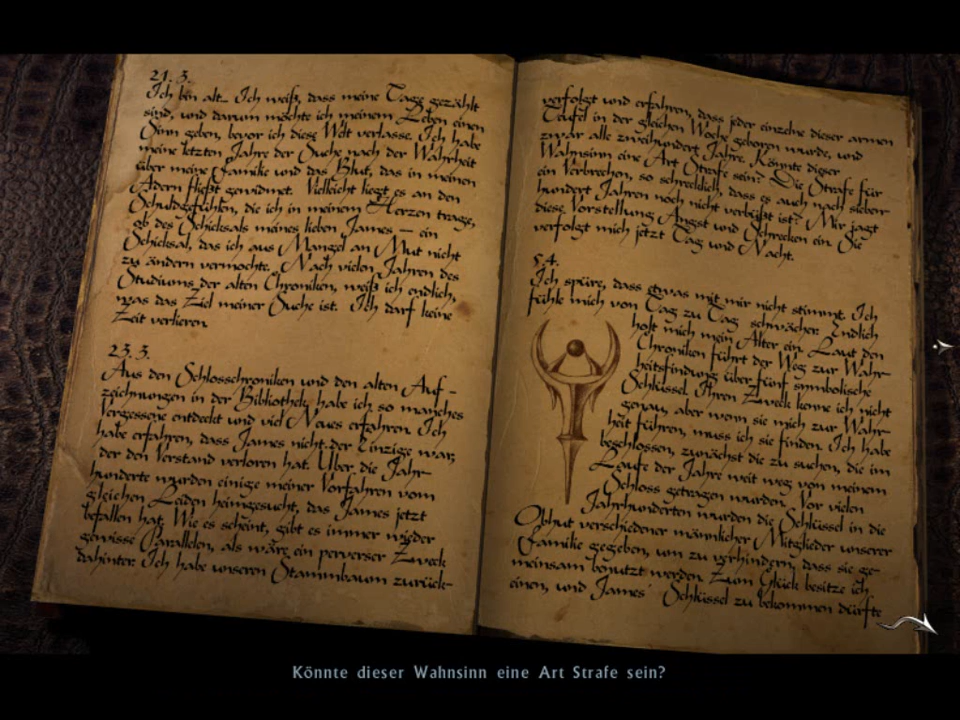 21. 3.
Ich bin alt. Ich weiß, dass meine Tage gezählt
sind, und darum möchte ich meinem Leben einen
Sinn geben, bevor ich diese Welt verlasse. Ich habe
meine letzten Jahre der Suche nach der Wahrheit
über meine Familie und das Blut, das in meinen
Adern fließt gewidmet. Vielleicht liegt es an den
Schuldgefühlen, die ich in meinem Herzen trage,
ob des Schicksals meines lieben James – ein
Schicksal, das ich aus Mangel an Mut nicht
zu ändern vermochte. Nach vielen Jahren des
Studiums der alten Chroniken, weiß ich endlich,
was das Ziel meiner Suche ist. Ich darf keine
Zeit verlieren.
23. 3.
Aus den Schlosschroniken und den alten Auf-
zeichnungen in der Bibliothek, habe ich so manches
Vergessene entdeckt und viel Neues erfahren. Ich
habe erfahren, dass James nicht der Einzige war,
der den Verstand verloren hat. Über die Jahr-
hunderte wurden einige meiner Vorfahren vom
gleichen Leiden heimgesucht, das James jetzt
befallen hat. Wie es scheint, gibt es immer wieder
gewisse Parallelen, als wäre ein perverser Zweck
dahinter. Ich habe unseren Stammbaum zurück-
verfolgt und erfahren, dass jeder einzelne dieser armen
Teufel in der gleichen Woche geboren wurde, und
zwar alle zweihundert Jahre. Könnte dieser
Wahnsinn eine Art Strafe sein? Die Strafe für
ein Verbrechen, so schrecklich, dass es auch nach sieben-
hundert Jahren noch nicht verbüßt ist? Mir jagt
diese Vorstellung Angst und Schrecken ein. Sie
verfolgt mich jetzt Tag und Nacht.
5. 4.
Ich spüre, dass etwas mit mir nicht stimmt. Ich
fühle mich von Tag zu Tag schwächer. Endlich
holt mich mein Alter ein. Laut den
Chroniken führt der Weg zur Wahr-
heitsfindung über fünf symbolische
Schlüssel. Ihren Zweck kenne ich nicht
genau, aber wenn sie mich zur Wahr-
heit führen, muss ich sie finden. Ich habe
beschlossen, zunächst die zu suchen, die im
Laufe der Jahre weit weg von meinem
Schloss getragen wurden. Vor vielen
Jahrhunderten wurden die Schlüssel in die
Obhut verschiedener männlicher Mitglieder unserer
Familie gegeben, um zu verhindern, dass sie ge-
meinsam benutzt werden. Zum Glück besitze ich
einen, und James' Schlüssel zu bekommen dürfte
Könnte dieser Wahnsinn eine Art Strafe sein?